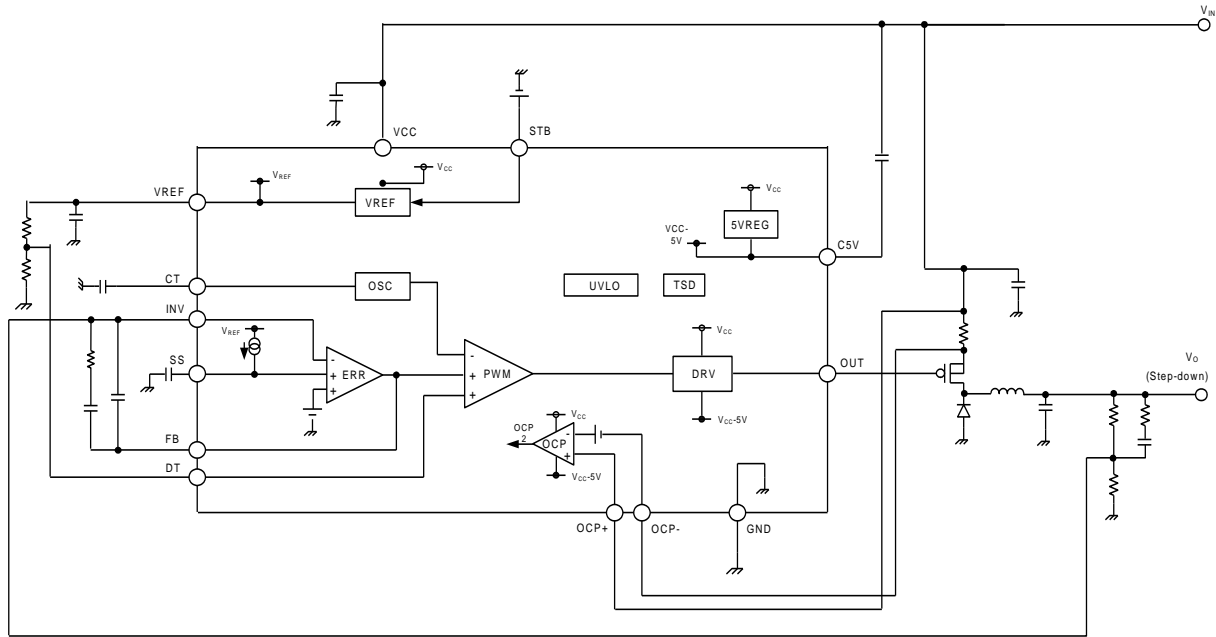 VIN
VCC
STB
VREF
VREF
VCC
VREF
VCC
5VREG
VCC-
5V
C5V
CT
OSC
UVLO
TSD
INV
VREF
SS
VCC
-
+
+
ERR
-
+
+
PWM
DRV
OUT
VO
(Step-down)
VCC-5V
FB
OCP
2
VCC
-
OCP
+
VCC-5V
DT
OCP+
OCP-
GND